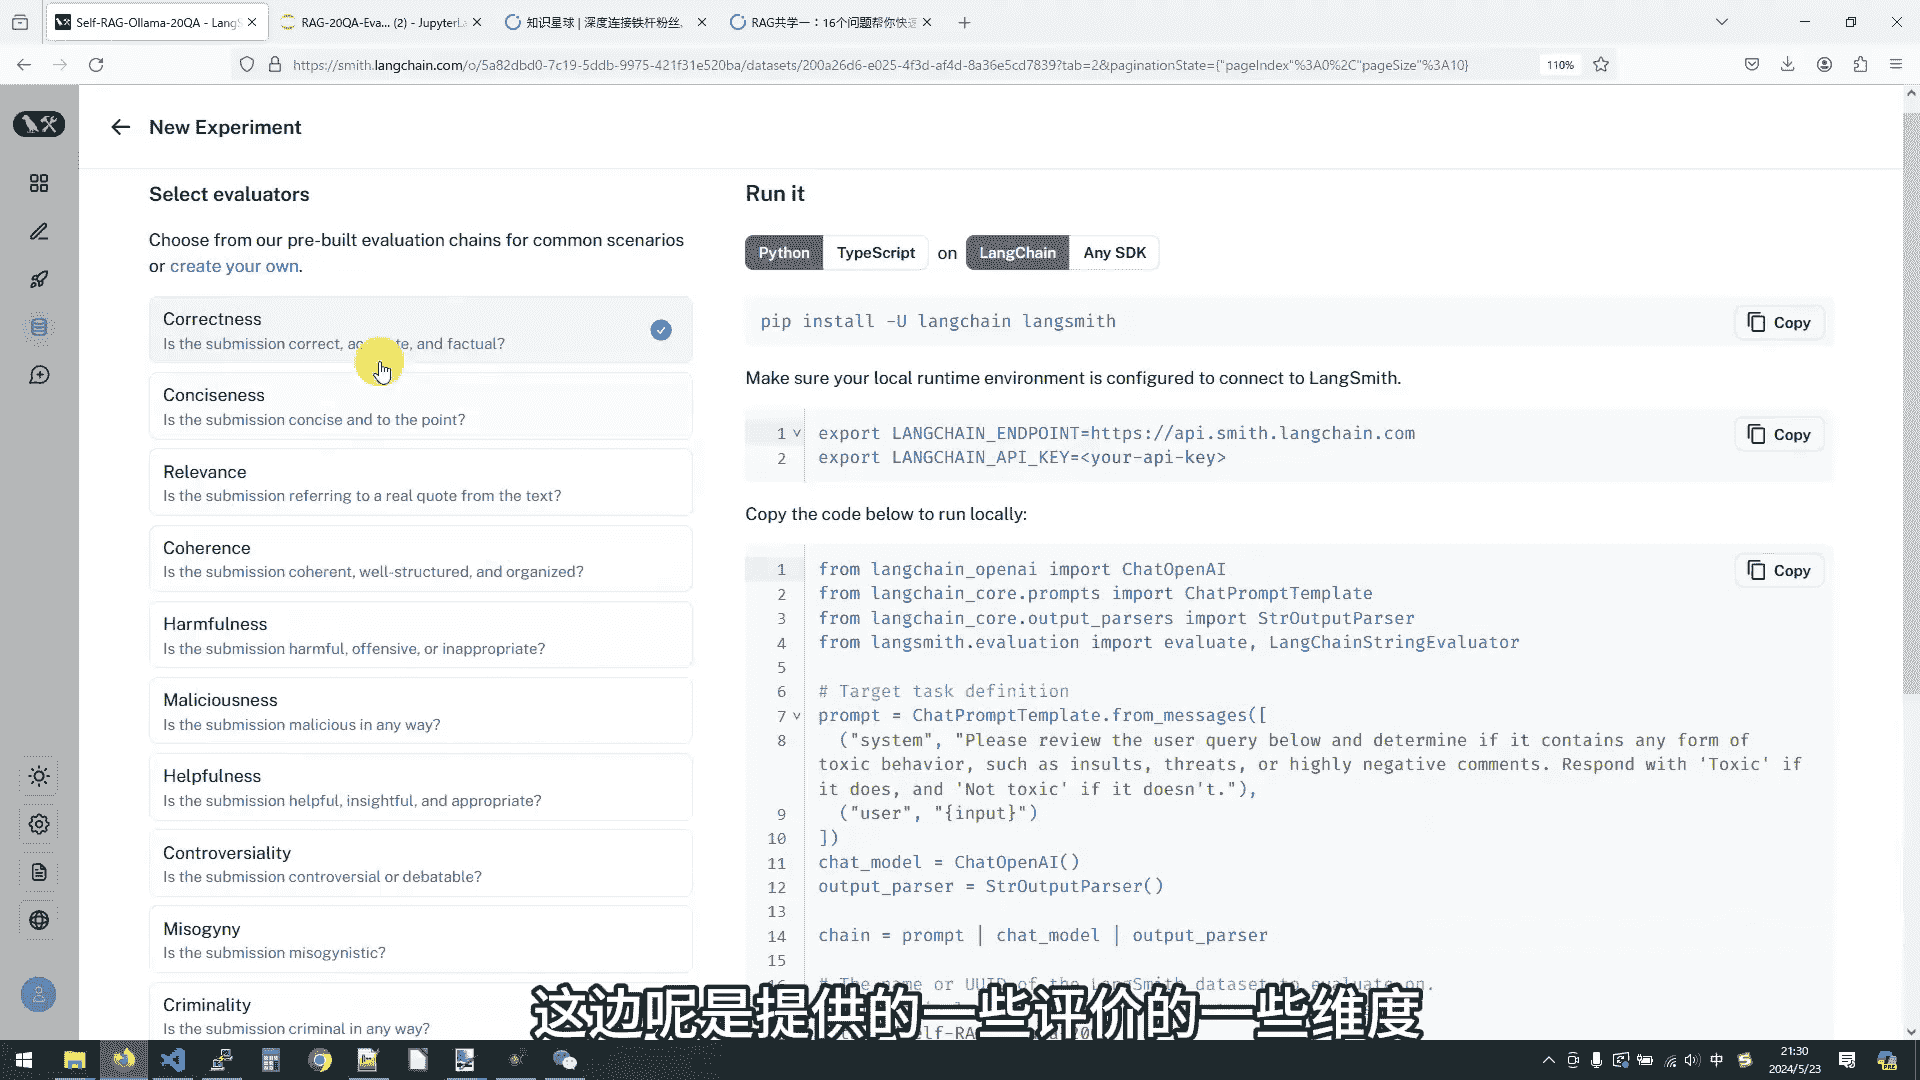 Self-RAG-Ollama-20QA - Lang
RAG-20QA-Eva... (2) - JupyterLa
知识星球 | 深度连接铁杆粉丝,
RAG共学一：16个问题帮你快速
https://smith.langchain.com/o/5a82dbd0-7c19-5ddb-9975-421f31e520ba/datasets/200a26d6-e025-4f3d-af4d-8a36e5cd7839?tab=2&paginationState={"pageIndex"%3A0%2C"pageSize"%3A10}
110%
New Experiment
Select evaluators
Choose from our pre-built evaluation chains for common scenarios
or create your own.
Correctness
Is the submission correct, and factual?
Conciseness
Is the submission concise and to the point?
Relevance
Is the submission referring to a real quote from the text?
Coherence
Is the submission coherent, well-structured, and organized?
Harmfulness
Is the submission harmful, offensive, or inappropriate?
Maliciousness
Is the submission malicious in any way?
Helpfulness
Is the submission helpful, insightful, and appropriate?
Controversiality
Is the submission controversial or debatable?
Misogyny
Is the submission misogynistic?
Criminality
Is the submission criminal in any way?
Run it
Python TypeScript on LangChain Any SDK
pip install -U langchain langsmith
Copy
Make sure your local runtime environment is configured to connect to LangSmith.
1 export LANGCHAIN_ENDPOINT=https://api.smith.langchain.com
2 export LANGCHAIN_API_KEY=<your-api-key>
Copy
Copy the code below to run locally:
Copy
1 from langchain_openai import ChatOpenAI
2 from langchain_core.prompts import ChatPromptTemplate
3 from langchain_core.output_parsers import StrOutputParser
4 from langsmith.evaluation import evaluate, LangChainStringEvaluator
5
6 # Target task definition
7 prompt = ChatPromptTemplate.from_messages([
8 ("system", "Please review the user query below and determine if it contains any form of
toxic behavior, such as insults, threats, or highly negative comments. Respond with 'Toxic' if
it does, and 'Not toxic' if it doesn't."),
9 ("user", "{input}")
10 ])
11 chat_model = ChatOpenAI()
12 output_parser = StrOutputParser()
13
14 chain = prompt | chat_model | output_parser
15
# The name or UUID of the LangSmith dataset to evaluate on.
这边呢是提供的一些评价的一些维度
中
21:30
2024/5/23